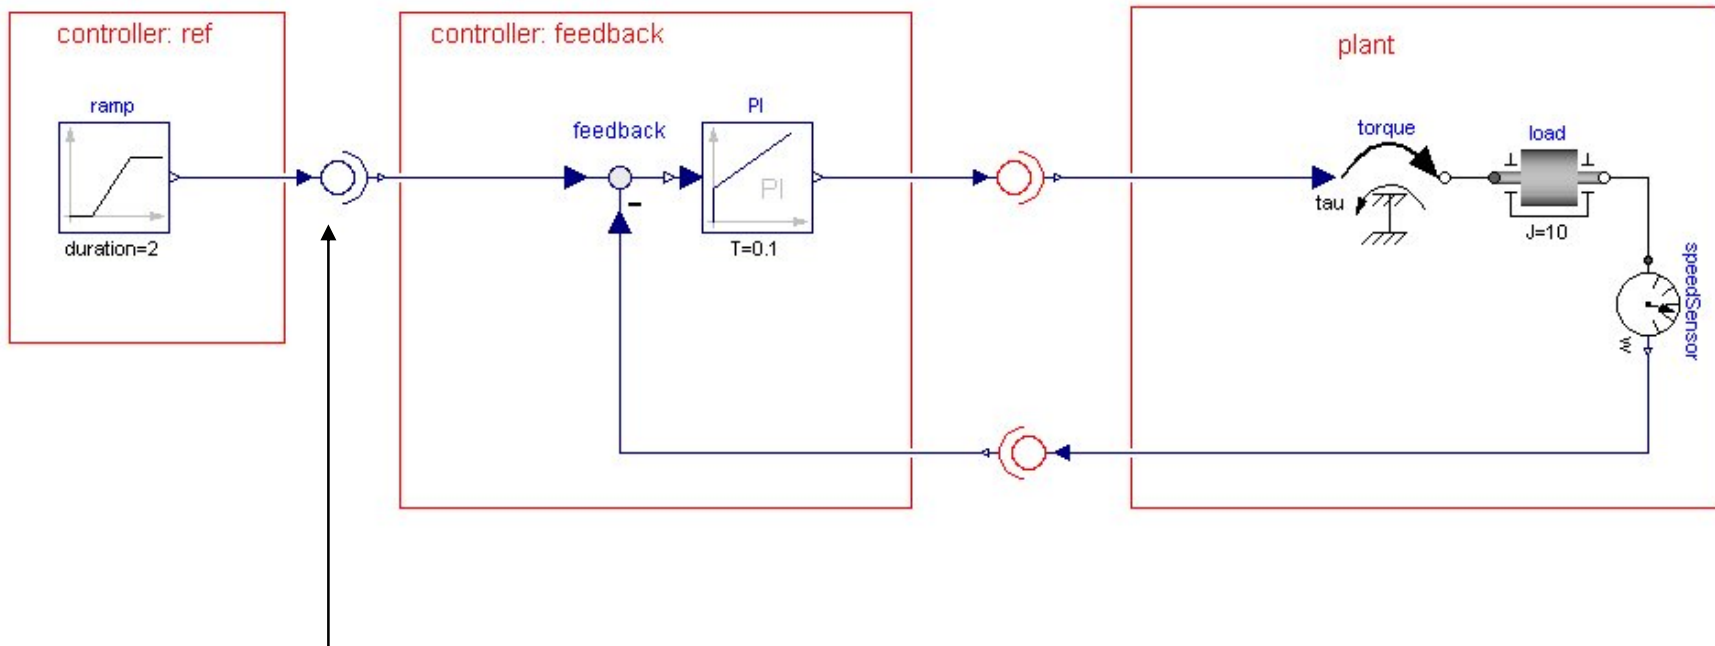 controller: ref
controller: feedback
plant
ramp
duration=2
feedback
-
PI
PI
T=0.1
torque
tau
load
J=10
speedSensor
w